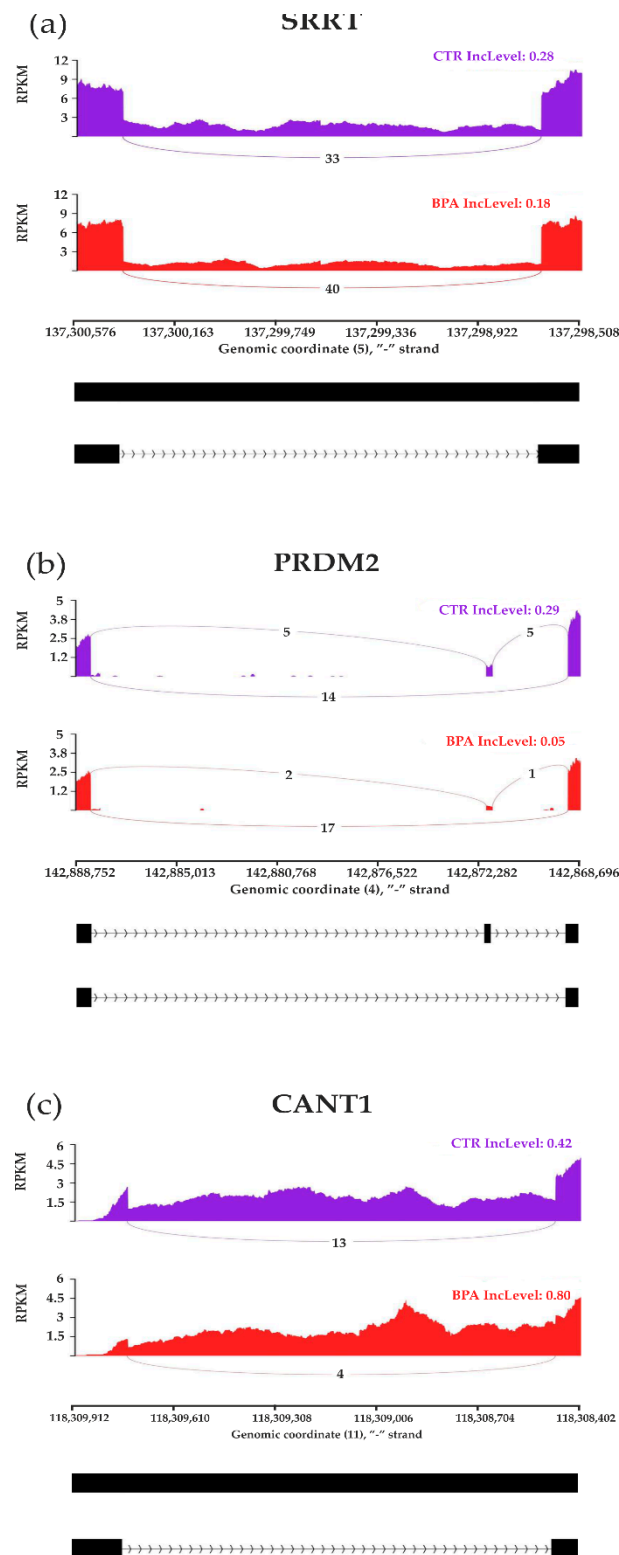 (a)
SRRT
CTR IncLevel: 0.28
RPKM
12
9
6
3
33
BPA IncLevel: 0.18
RPKM
12
9
6
3
40
137,300,576 137,300,163 137,299,749 137,299,336 137,298,922 137,298,508
Genomic coordinate (5), ″-″ strand
(b)
PRDM2
CTR IncLevel: 0.29
RPKM
5
3.8
2.5
1.2
5 5
14
BPA IncLevel: 0.05
RPKM
5
3.8
2.5
1.2
2 1
17
142,888,752 142,885,013 142,880,768 142,876,522 142,872,282 142,868,696
Genomic coordinate (4), ″-″ strand
(c)
CANT1
CTR IncLevel: 0.42
RPKM
6
4.5
3
1.5
13
BPA IncLevel: 0.80
RPKM
6
4.5
3
1.5
4
118,309,912 118,309,610 118,309,308 118,309,006 118,308,704 118,308,402
Genomic coordinate (11), ″-″ strand